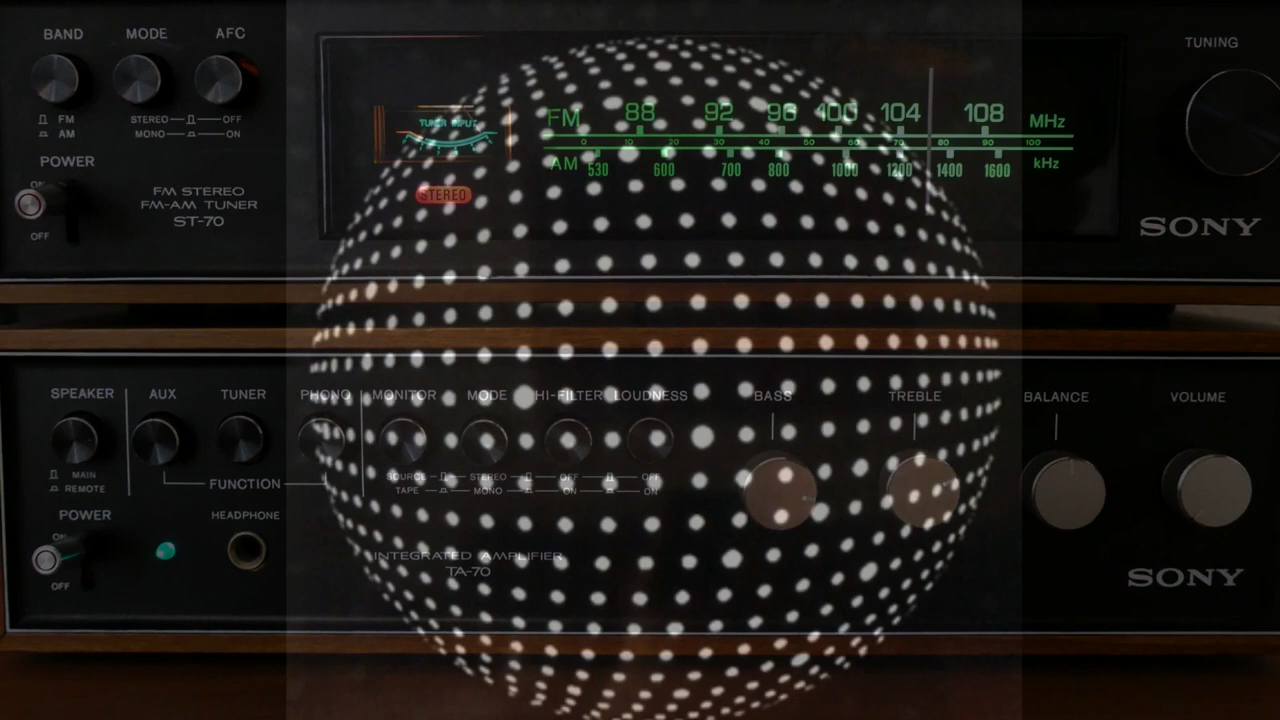 BAND MODE AFC
TUNING
FM 88 92 96 100 104 108 MHz
TUNER INPUT
FM STEREO OFF
AM MONO ON
0 10 20 30 40 50 60 70 80 90 100
AM 530 600 700 800 1000 1200 1400 1600 kHz
POWER
ON
STEREO
FM STEREO
FM-AM TUNER
ST-70
OFF
SONY
SPEAKER AUX TUNER PHONO MONITOR MODE HI-FILTER LOUDNESS BASS TREBLE BALANCE VOLUME
MAIN SOURCE STEREO OFF OFF
REMOTE TAPE MONO ON ON
FUNCTION
POWER HEADPHONE
ON
OFF
INTEGRATED AMPLIFIER
TA-70
SONY